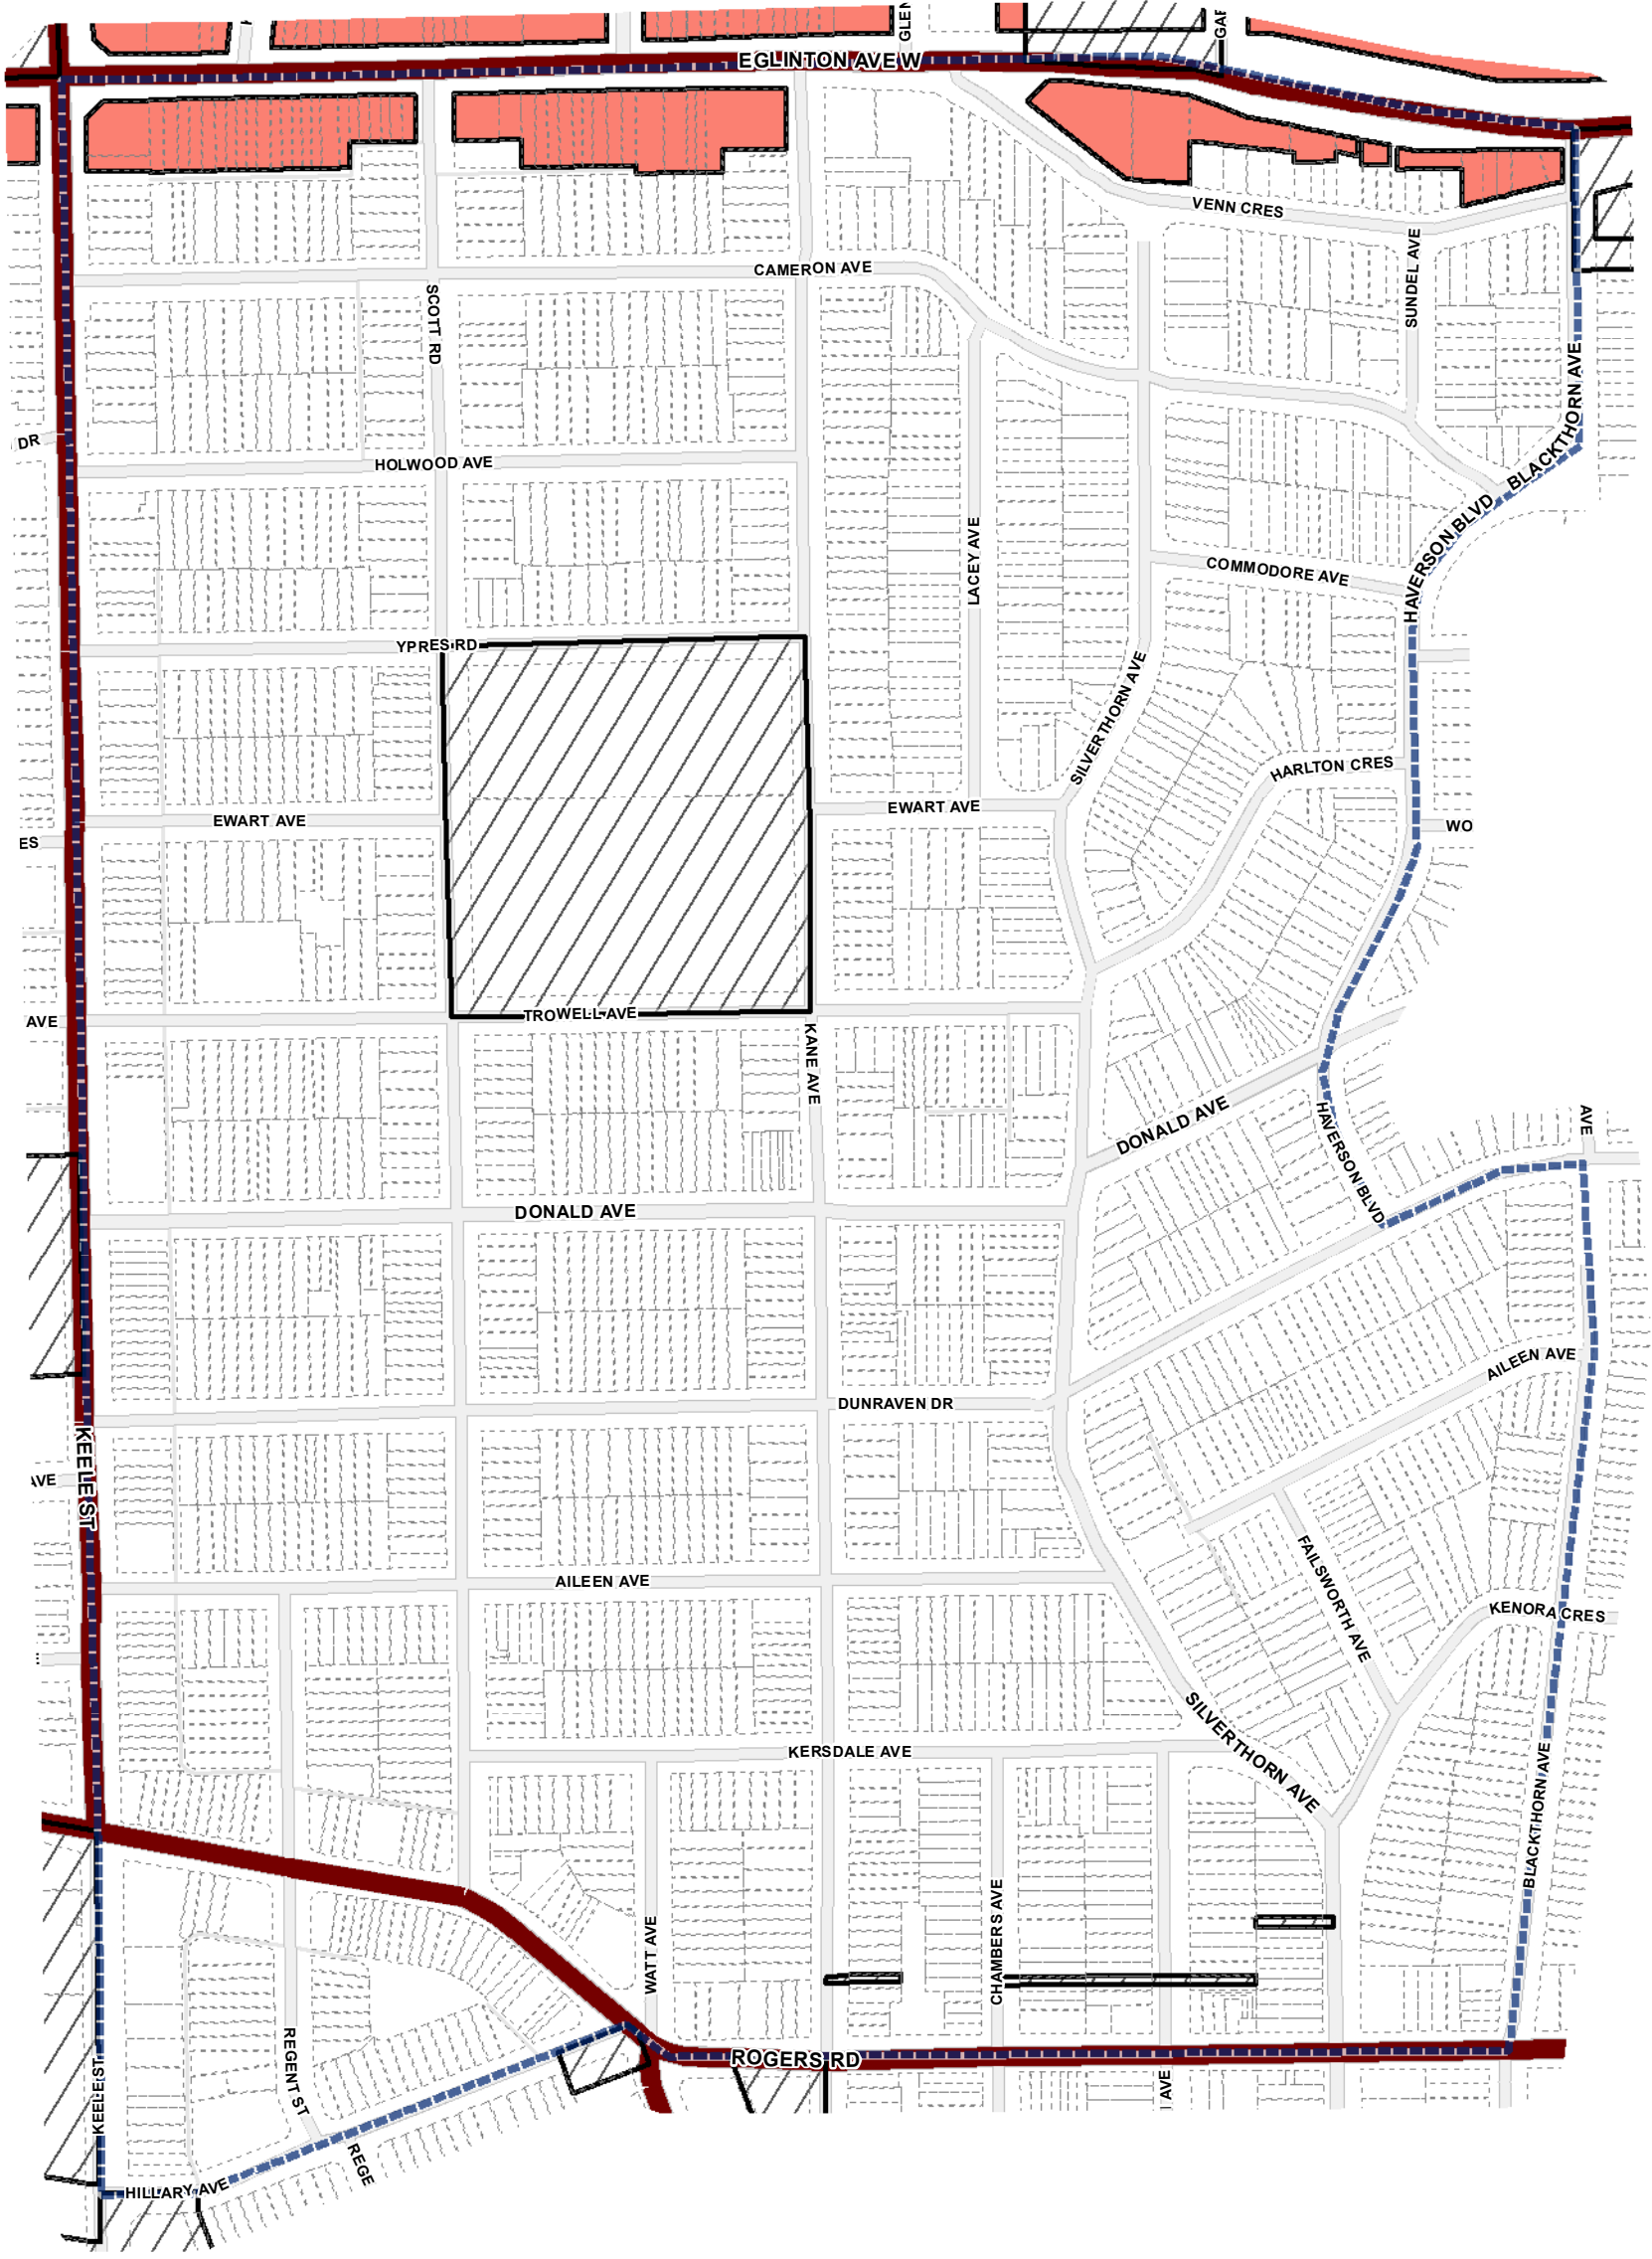 GLEN
GAR
EGLINTON AVE W
VENN CRES
CAMERON AVE
SUNDEL AVE
SCOTT RD
BLACKTHORN AVE
DR
HOLWOOD AVE
HAVERSON BLVD
LACEY AVE
COMMODORE AVE
YPRES RD
SILVERTHORN AVE
HARLTON CRES
EWART AVE
EWART AVE
WO
ES
TROWELL AVE
AVE
KANE AVE
DONALD AVE
HAVERSON BLVD
AVE
DONALD AVE
AILEEN AVE
DUNRAVEN DR
KEELE ST
AVE
AILEEN AVE
FAILSWORTH AVE
KENORA CRES
SILVERTHORN AVE
KERSDALE AVE
BLACKTHORN AVE
CHAMBERS AVE
WATT AVE
ROGERS RD
REGENT ST
KEELE ST
AVE
REGE
HILLARY AVE